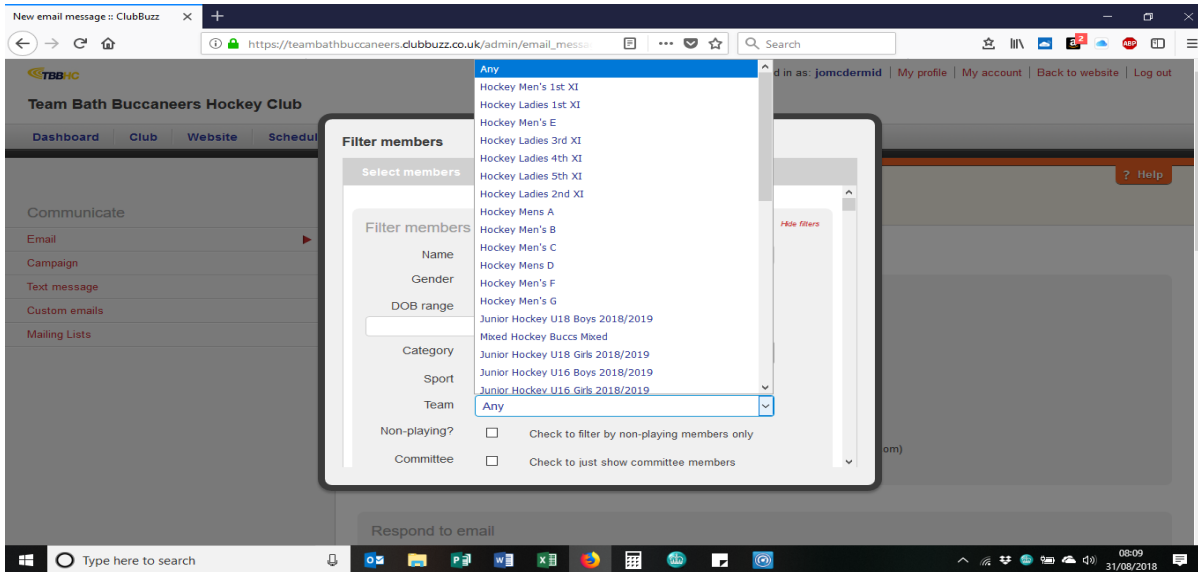 New email message :: ClubBuzz
https://teambathbuccaneers.clubbuzz.co.uk/admin/email_messa
Search
2
ABP
TBBHC
d in as: jomcdermid | My profile | My account | Back to website | Log out
Team Bath Buccaneers Hockey Club
Dashboard Club Website Schedul
? Help
Communicate
Email
Campaign
Text message
Custom emails
Mailing Lists
Filter members
Select members
Filter members
Hide filters
Name
Gender
DOB range
Category
Sport
Team
Any
Hockey Men's 1st XI
Hockey Ladies 1st XI
Hockey Men's E
Hockey Ladies 3rd XI
Hockey Ladies 4th XI
Hockey Ladies 5th XI
Hockey Ladies 2nd XI
Hockey Mens A
Hockey Men's B
Hockey Men's C
Hockey Mens D
Hockey Men's F
Hockey Men's G
Junior Hockey U18 Boys 2018/2019
Mixed Hockey Buccs Mixed
Junior Hockey U18 Girls 2018/2019
Junior Hockey U16 Boys 2018/2019
Junior Hockey U16 Girls 2018/2019
Any
Non-playing? Check to filter by non-playing members only
Committee Check to just show committee members
om)
Respond to email
Type here to search
08:09
31/08/2018